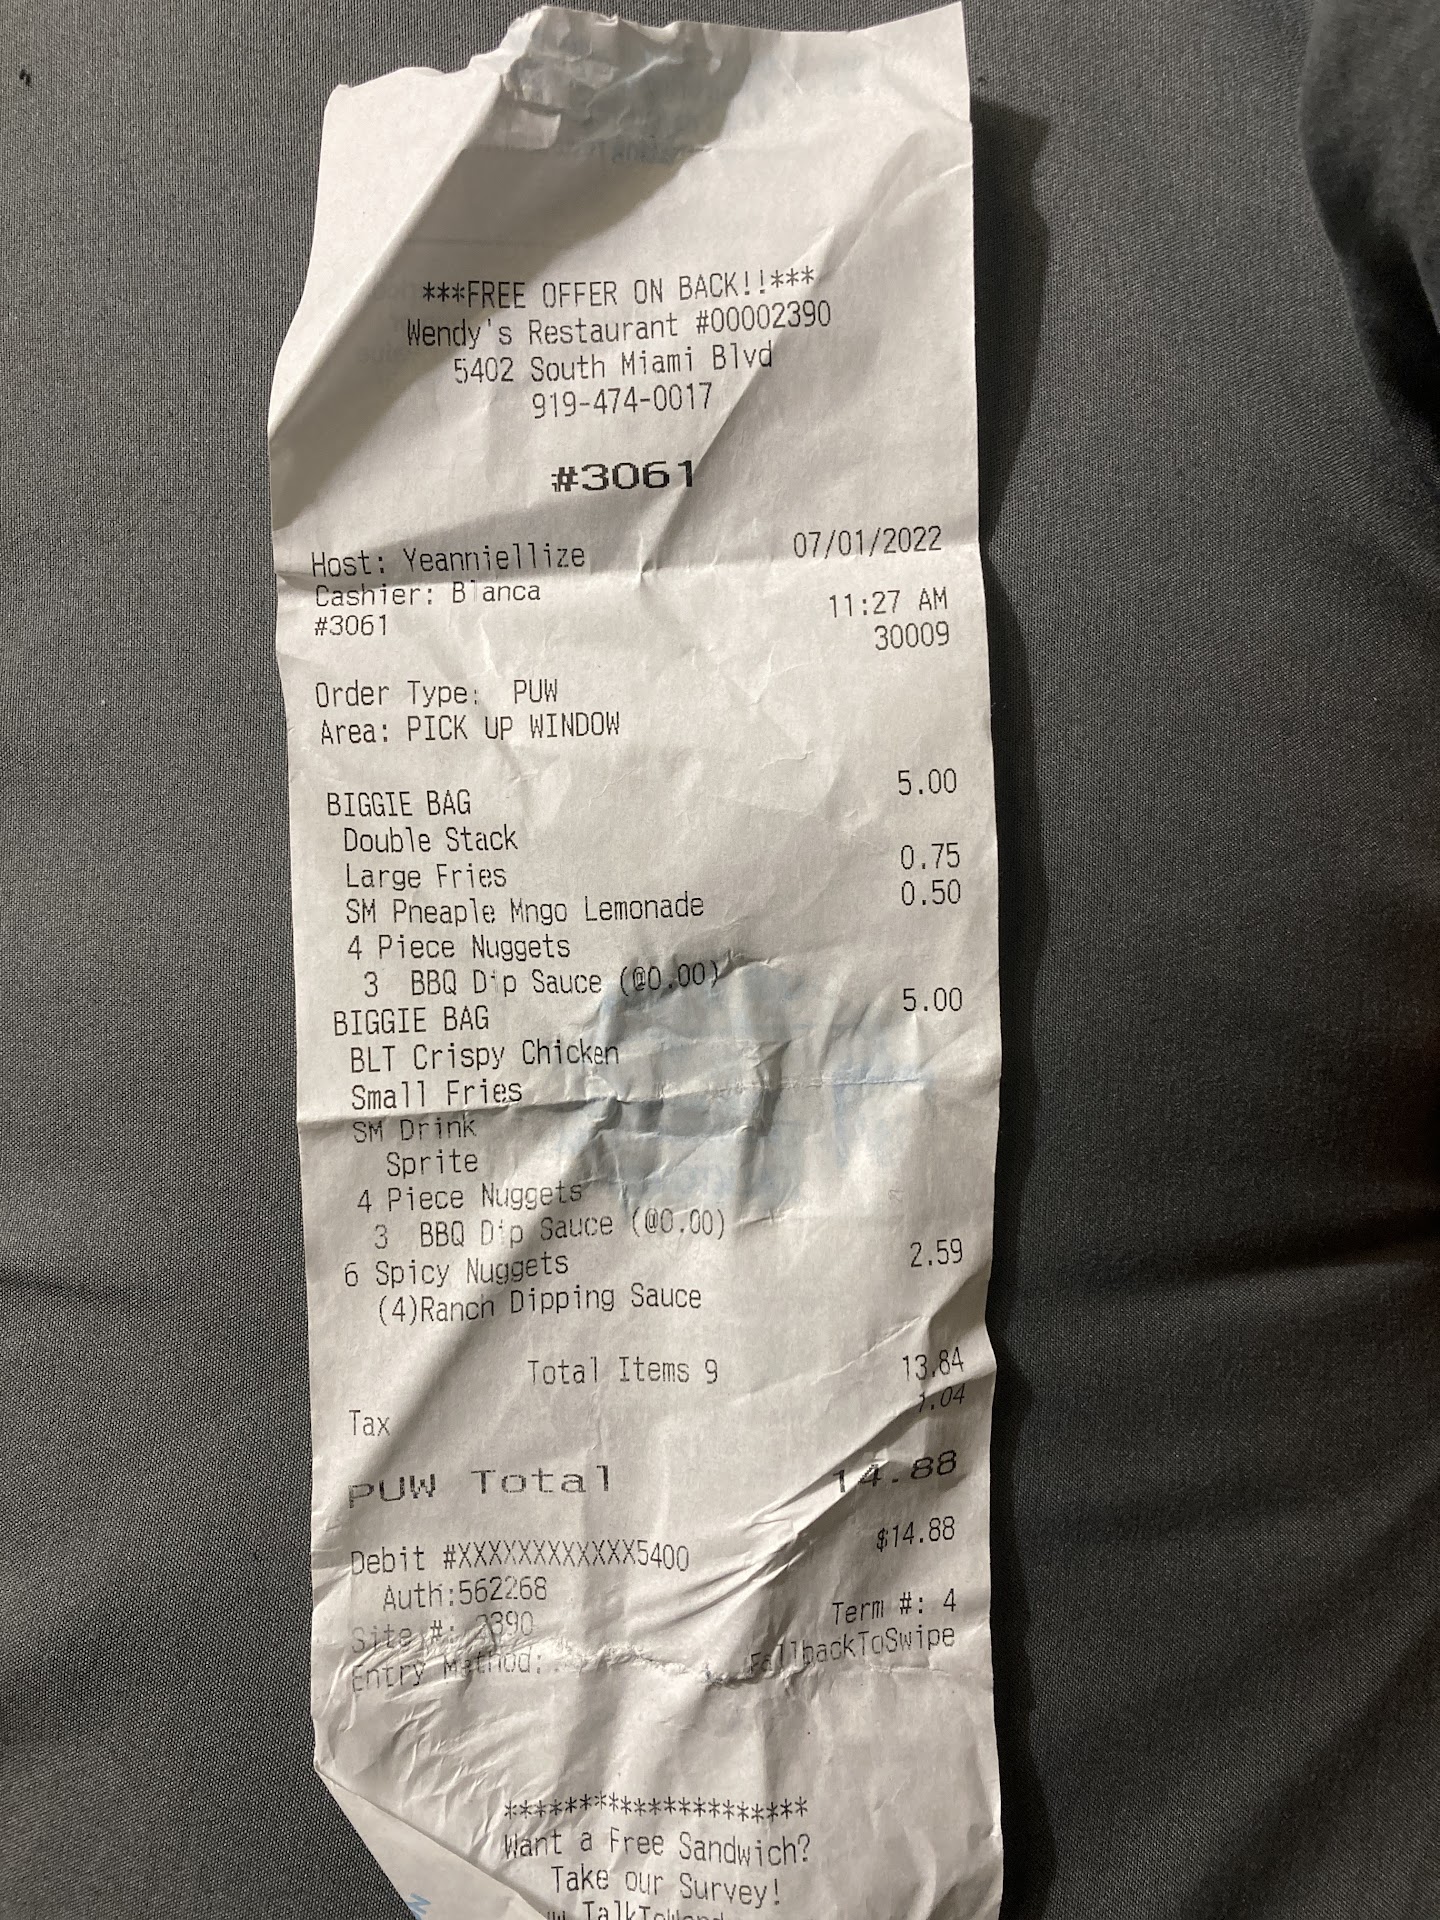 ***FREE OFFER ON BACK!!***
Wendy's Restaurant #00002390
5402 South Miami Blvd
919-474-0017
#3061
Host: Yeanniellize 07/01/2022
Cashier: Blanca 11:27 AM
#3061 30009
Order Type: PUW
Area: PICK UP WINDOW
BIGGIE BAG 5.00
Double Stack
Large Fries 0.75
SM Pneaple Mngo Lemonade 0.50
4 Piece Nuggets
3 BBQ Dip Sauce (@0.00)
BIGGIE BAG 5.00
BLT Crispy Chicken
Small Fries
SM Drink
Sprite
4 Piece Nuggets
3 BBQ Dip Sauce (@0.00)
6 Spicy Nuggets 2.59
(4)Ranch Dipping Sauce
Total Items 9 13.84
Tax 1.04
PUW Total 14.88
Debit #XXXXXXXXXXXX5400 $14.88
Auth:562268
Site #: 2390 Term #: 4
Entry Method: FallbackToSwipe
********************
Want a Free Sandwich?
Take our Survey!